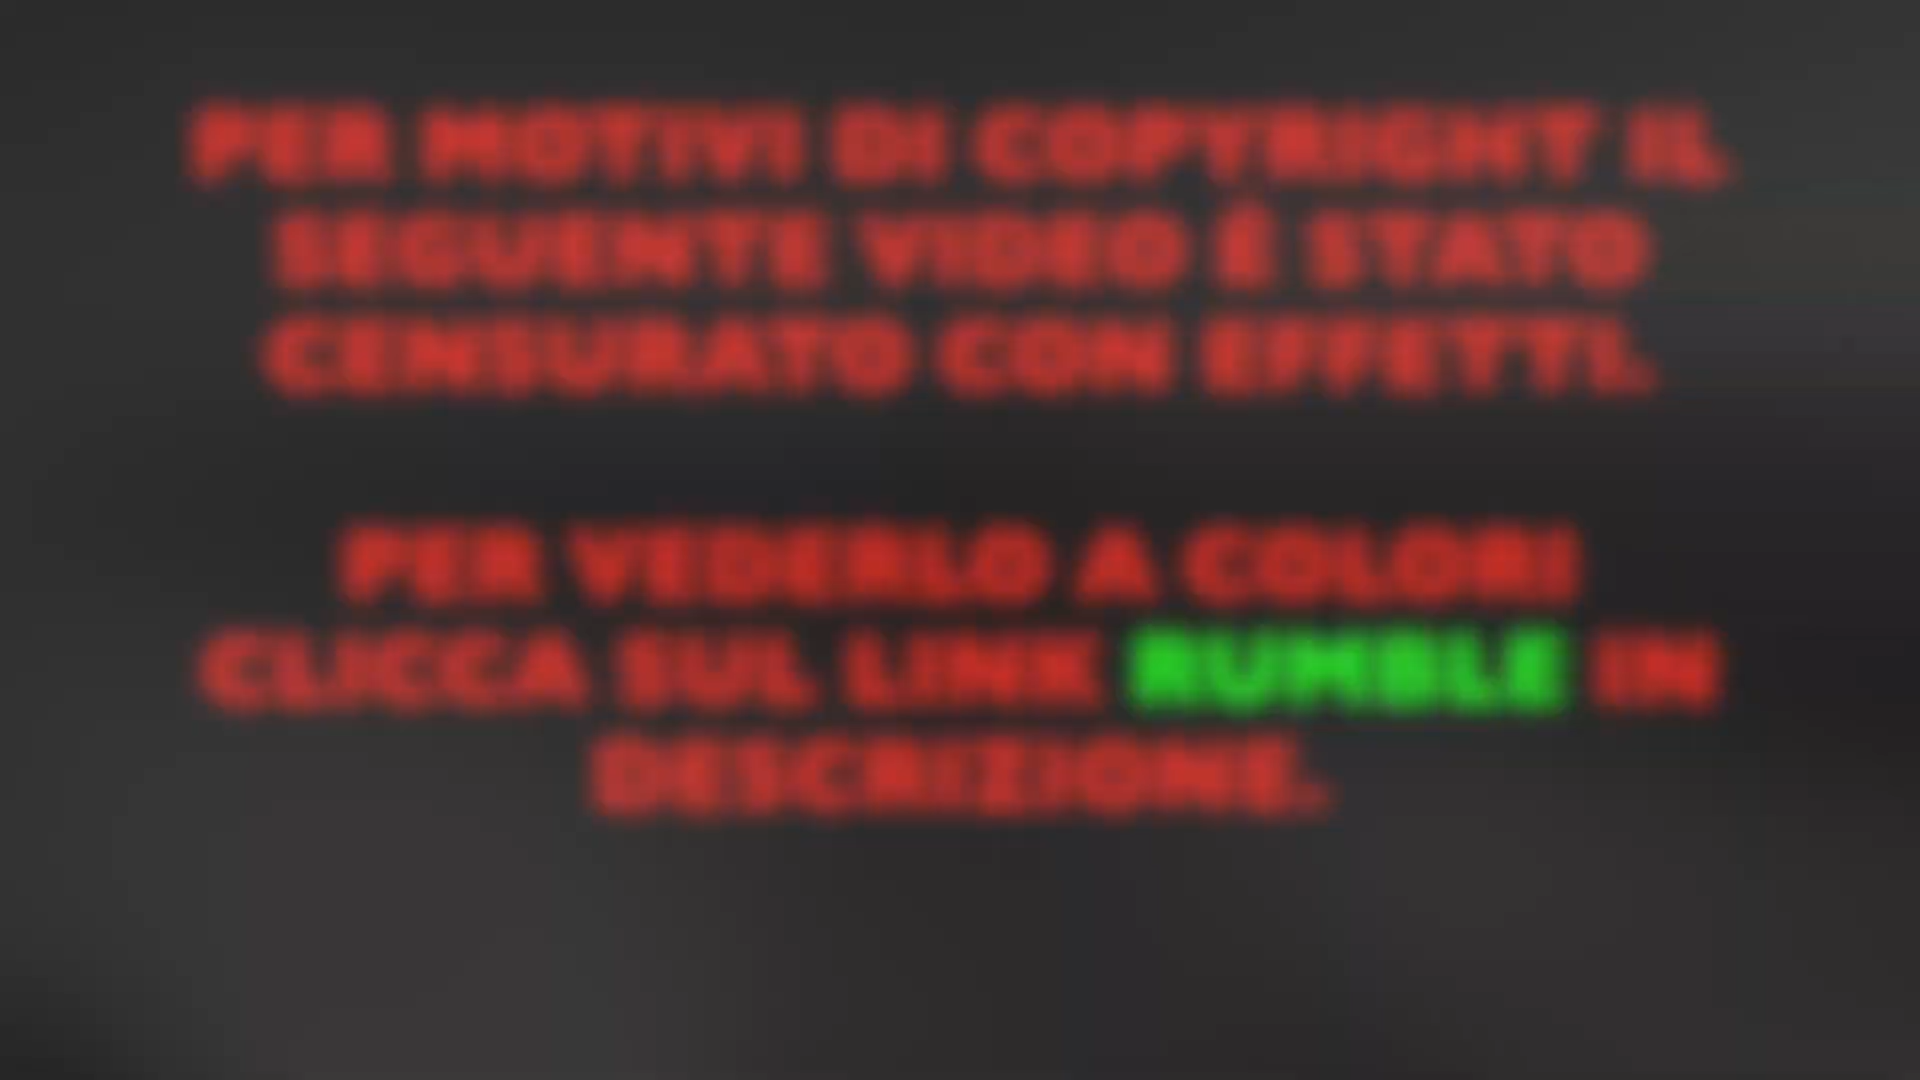 PER MOTIVI DI COPYRIGHT IL
SEGUENTE VIDEO È STATO
CENSURATO CON EFFETTI.
PER VEDERLO A COLORI
CLICCA SUL LINK RUMBLE IN
DESCRIZIONE.